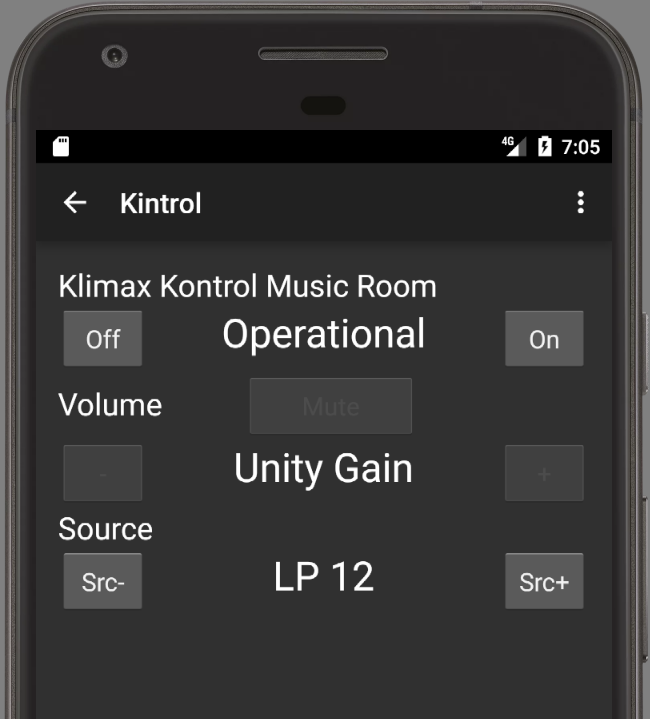 4G 7:05
Kintrol
Klimax Kontrol Music Room
Off Operational On
Volume Mute
- Unity Gain +
Source
Src- LP 12 Src+